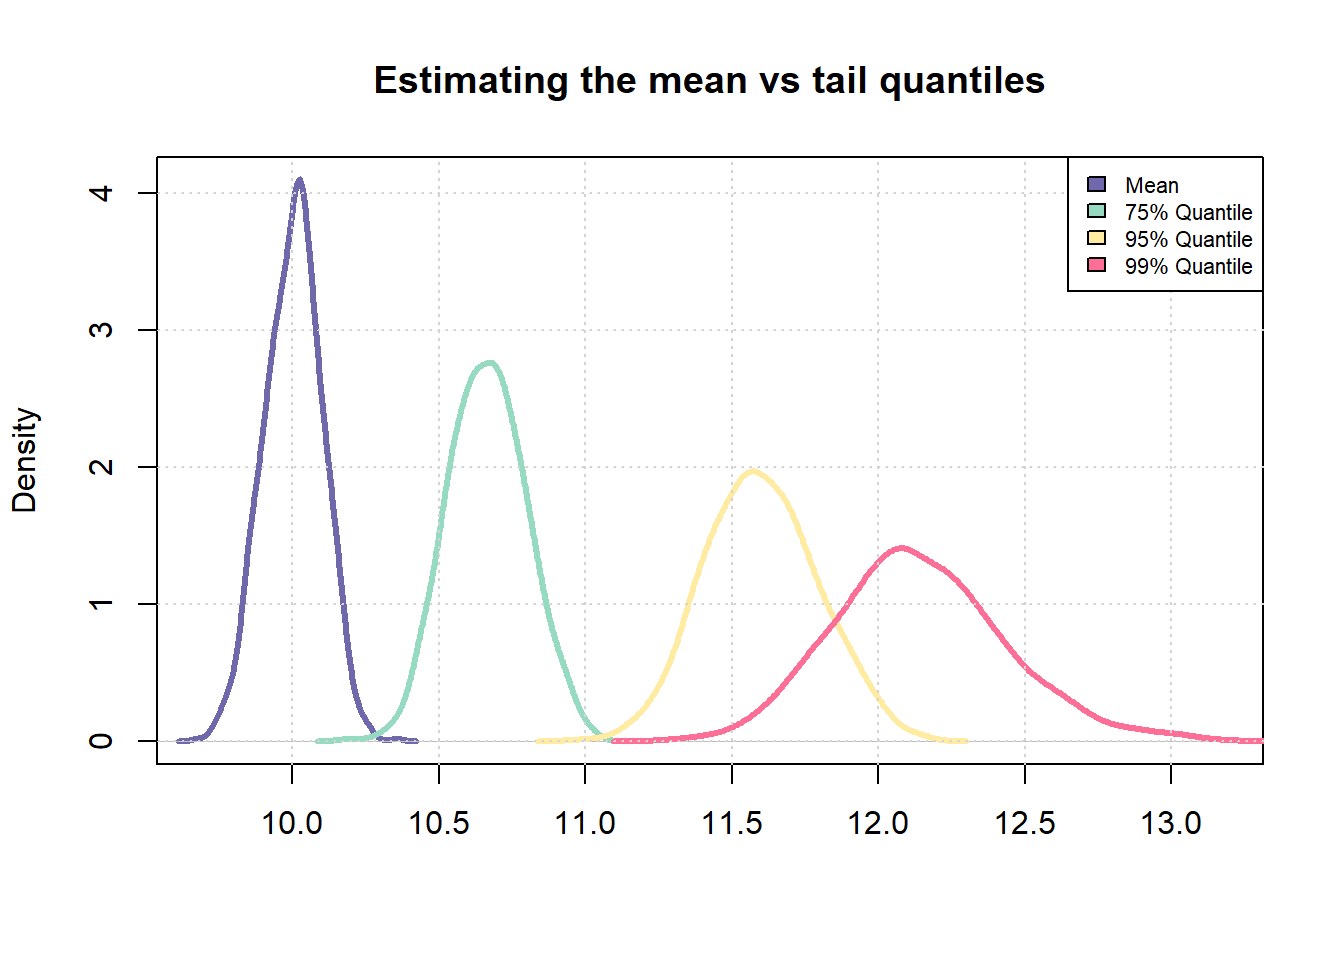 Estimating the mean vs tail quantiles
Density
4
3
2
1
0
10.0 10.5 11.0 11.5 12.0 12.5 13.0
Mean
75% Quantile
95% Quantile
99% Quantile